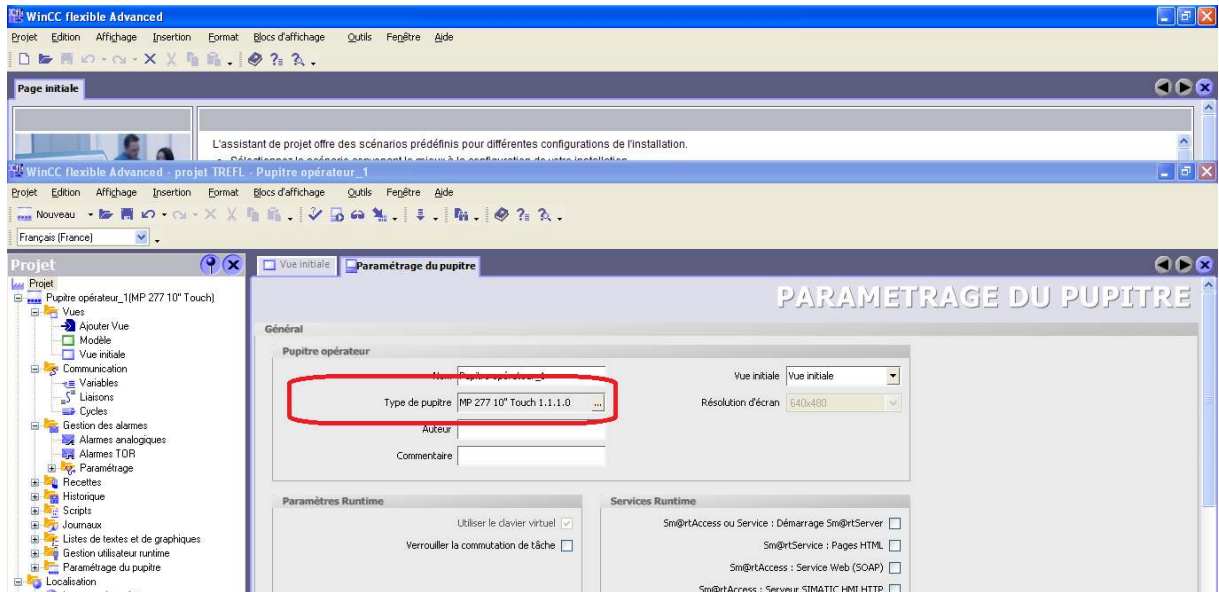 WinCC flexible Advanced
Projet Edition Affichage Insertion Format Blocs d'affichage Outils Fenêtre Aide
Page initiale
L'assistant de projet offre des scénarios prédéfinis pour différentes configurations de l'installation.
WinCC flexible Advanced - projet TREFL - Pupitre opérateur_1
Projet Edition Affichage Insertion Format Blocs d'affichage Outils Fenêtre Aide
Nouveau
Français (France)
Projet
Vue initiale
Paramétrage du pupitre
PARAMETRAGE DU PUPITRE
Projet
Pupitre opérateur_1(MP 277 10" Touch)
Vues
Ajouter Vue
Modèle
Vue initiale
Communication
Variables
Liaisons
Cycles
Gestion des alarmes
Alarmes analogiques
Alarmes TOR
Paramétrage
Recettes
Historique
Scripts
Journaux
Listes de textes et de graphiques
Gestion utilisateur runtime
Paramétrage du pupitre
Localisation
Général
Pupitre opérateur
Nom Pupitre opérateur_1
Vue initiale Vue initiale
Type de pupitre MP 277 10" Touch 1.1.1.0 ...
Résolution d'écran 640x480
Auteur
Commentaire
Paramètres Runtime
Utiliser le clavier virtuel
Verrouiller la commutation de tâche
Services Runtime
Sm@rtAccess ou Service : Démarrage Sm@rtServer
Sm@rtService : Pages HTML
Sm@rtAccess : Service Web (SOAP)
Sm@rtAccess : Serveur SIMATIC HMI HTTP